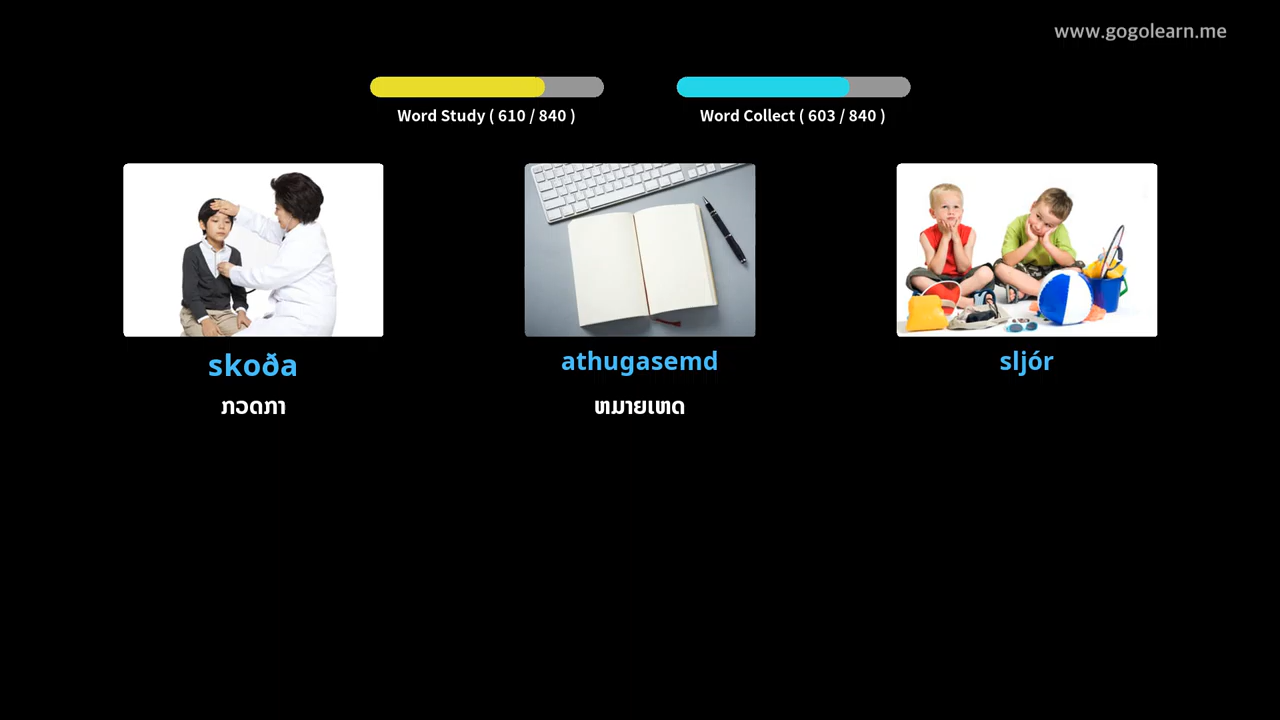 www.gogolearn.me
Word Study ( 610 / 840 )
Word Collect ( 603 / 840 )
skoða
ກວດກາ
athugasemd
ຫມາຍເຫດ
sljór